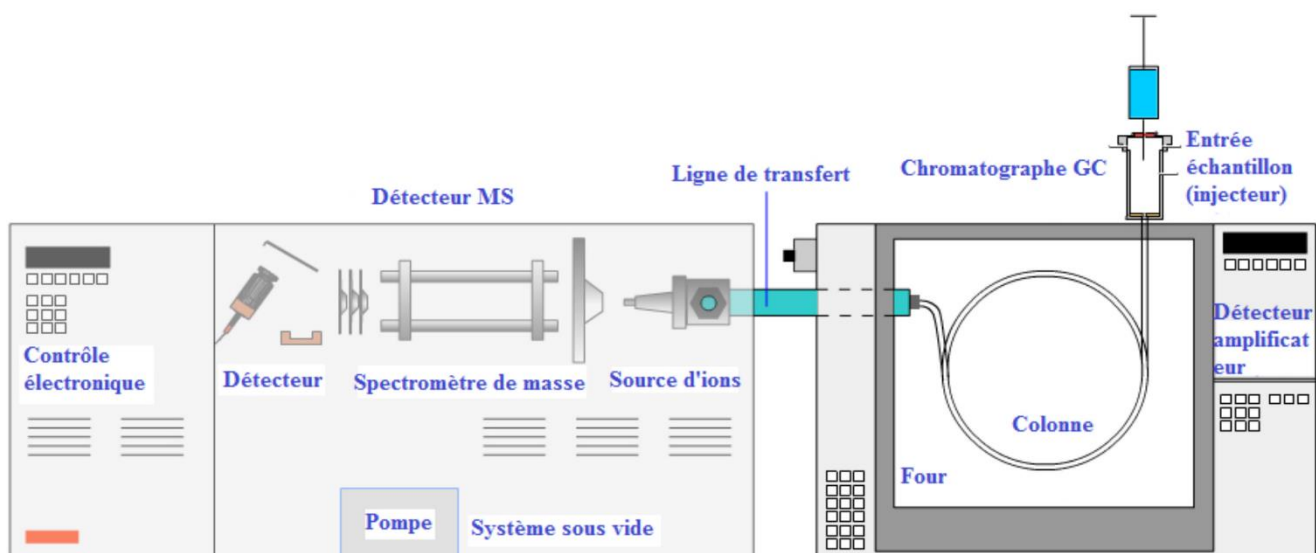 Chromatographe GC
Entrée
échantillon
(injecteur)
Ligne de transfert
Détecteur MS
Contrôle
électronique
Détecteur
Spectromètre de masse
Source d'ions
Détecteur
amplificat
eur
Colonne
Four
Pompe
Système sous vide